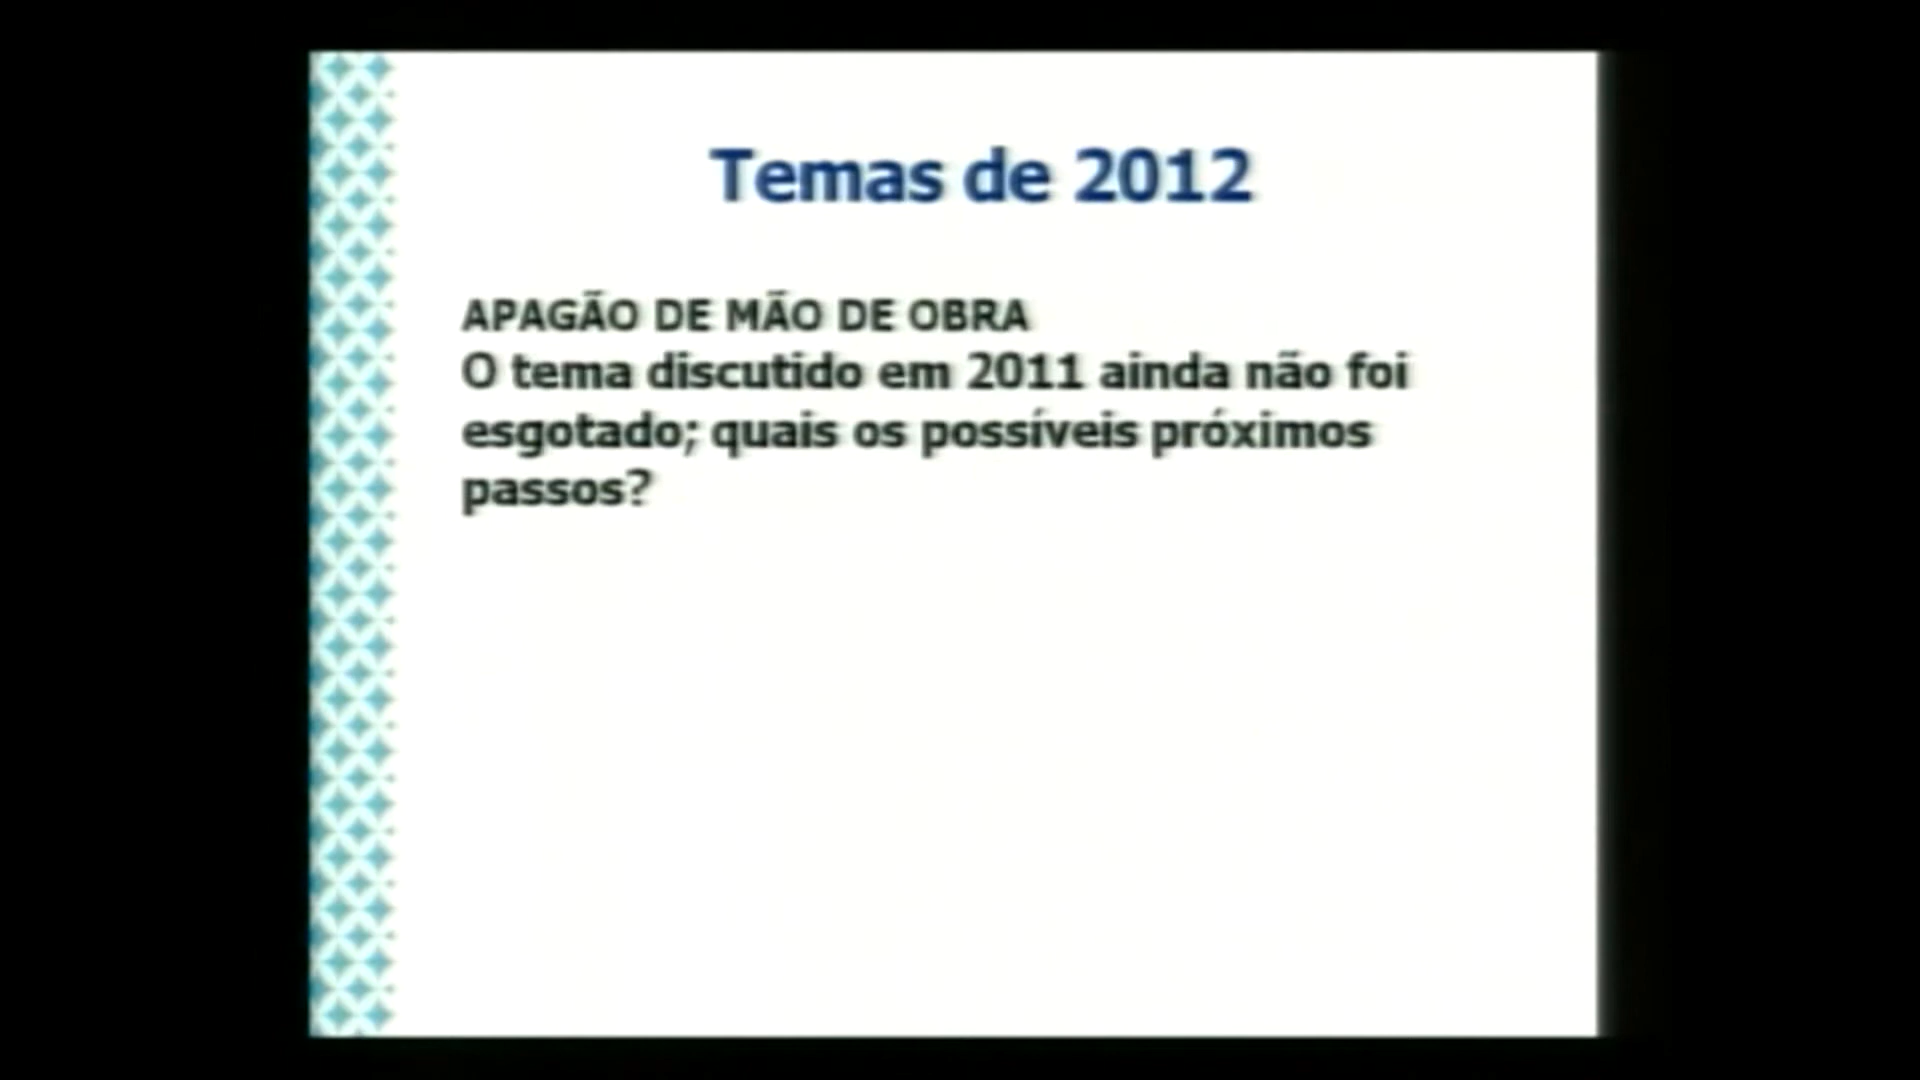 Temas de 2012
APAGÃO DE MÃO DE OBRA
O tema discutido em 2011 ainda não foi
esgotado; quais os possíveis próximos
passos?